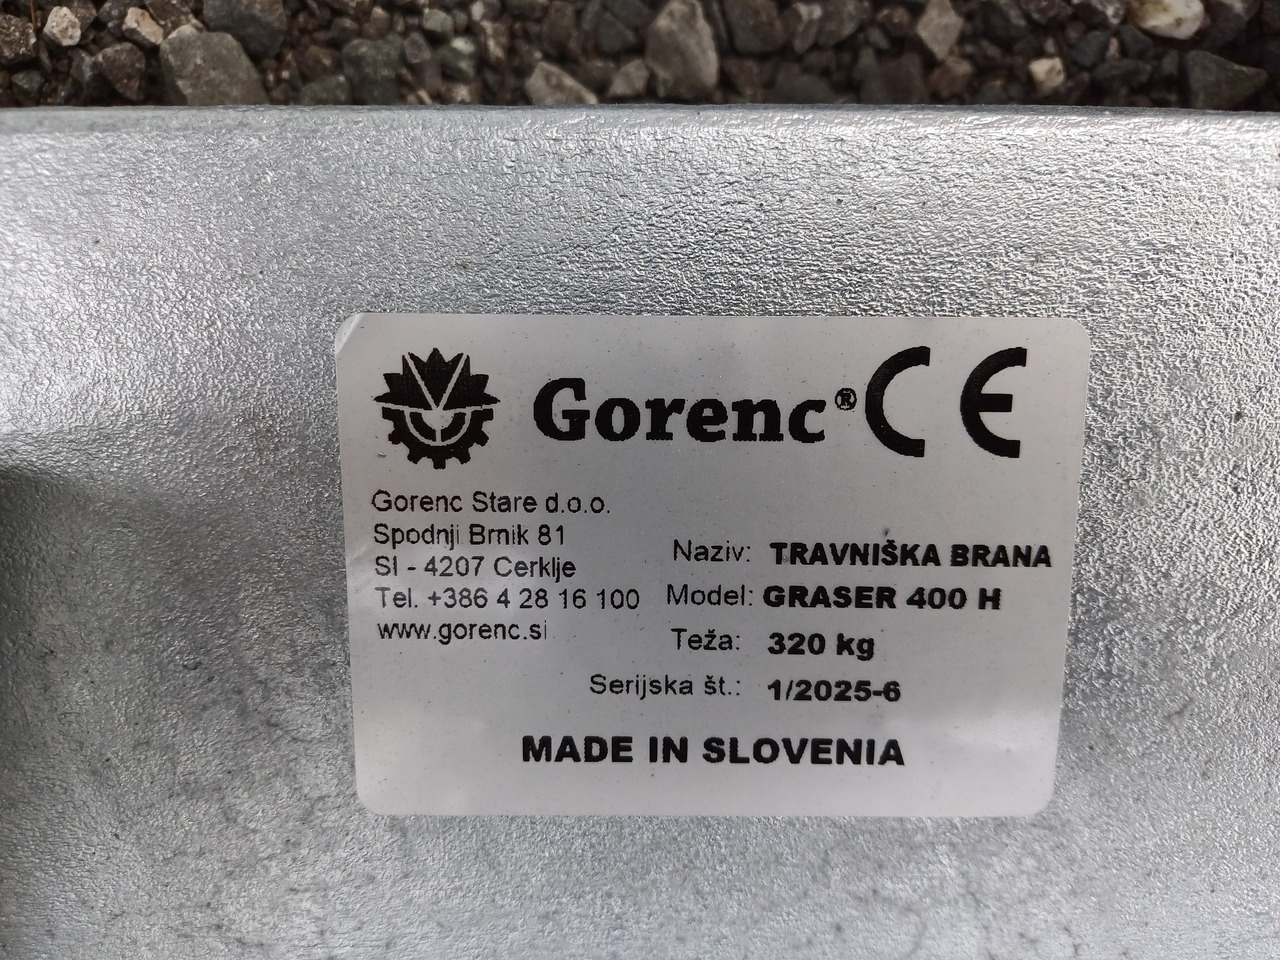 Gorenc® CE
Gorenc Stare d.o.o.
Spodnji Brnik 81
SI - 4207 Cerklje
Tel. +386 4 28 16 100
www.gorenc.si
Naziv: TRAVNIŠKA BRANA
Model: GRASER 400 H
Teža: 320 kg
Serijska št.: 1/2025-6
MADE IN SLOVENIA